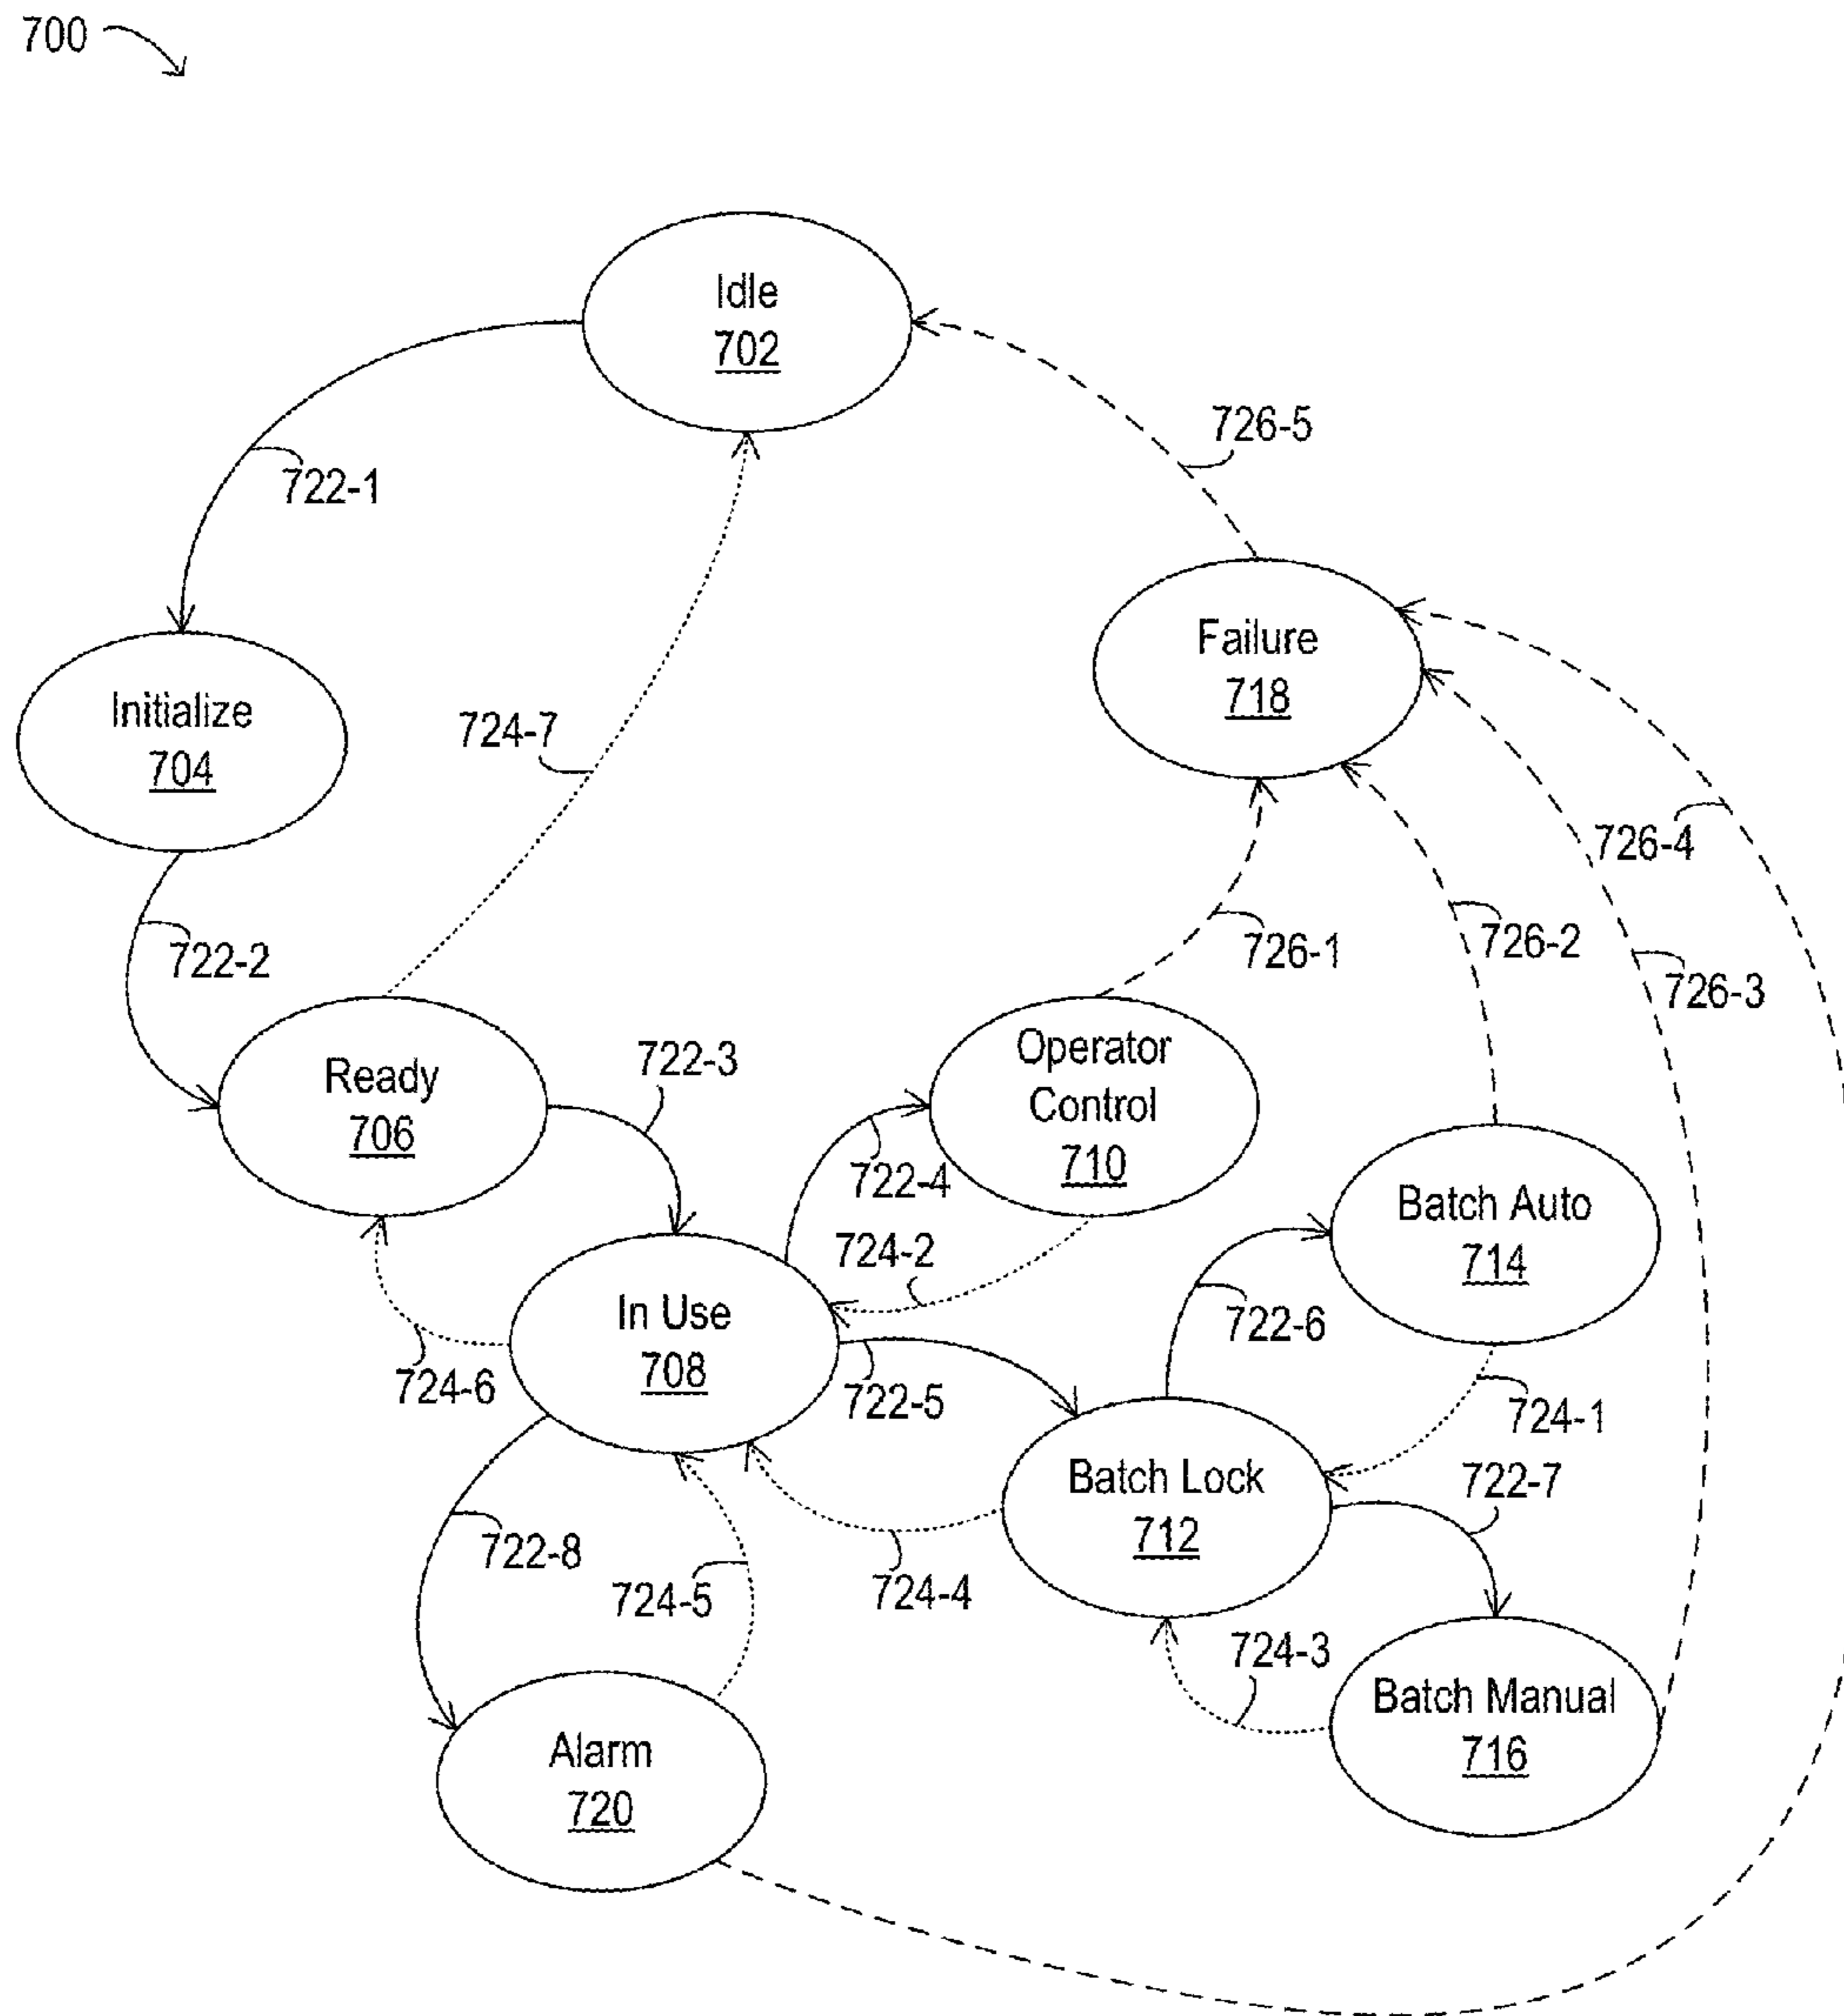 700
Idle
702
726-5
722-1
Failure
718
Initialize
704
724-7
726-4
722-2
726-1
726-2
726-3
Ready
706
722-3
Operator
Control
710
722-4
Batch Auto
714
724-2
In Use
708
722-6
724-6
722-5
724-1
Batch Lock
712
722-7
722-8
724-5
724-4
724-3
Batch Manual
716
Alarm
720